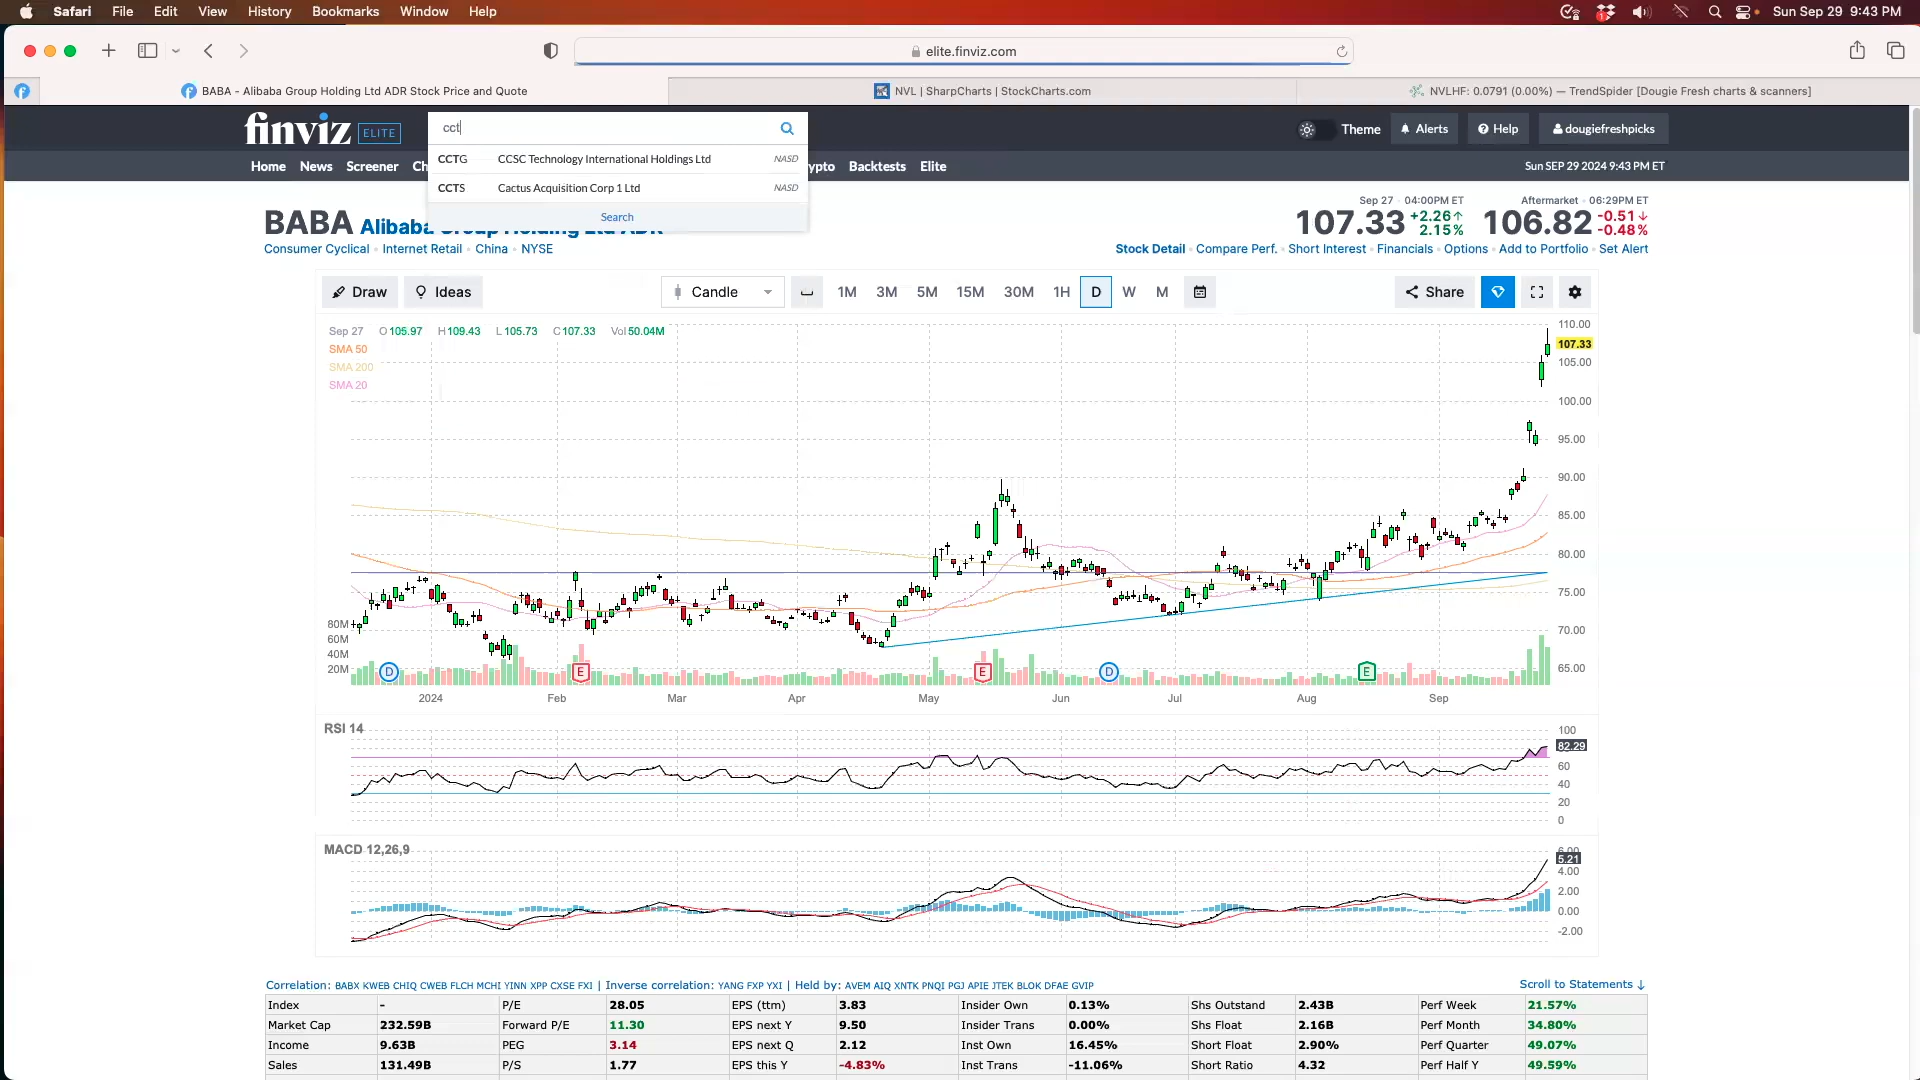 Safari File Edit View History Bookmarks Window Help
Sun Sep 29 9:43 PM
elite.finviz.com
BABA - Alibaba Group Holding Ltd ADR Stock Price and Quote
NVL | SharpCharts | StockCharts.com
NVLHF: 0.0791 (0.00%) — TrendSpider [Dougie Fresh charts & scanners]
finviz ELITE
cct
Theme Alerts Help dougiefreshpicks
CCTG CCSC Technology International Holdings Ltd NASD
CCTS Cactus Acquisition Corp 1 Ltd NASD
Search
Home News Screener Ch ypto Backtests Elite
Sun SEP 29 2024 9:43 PM ET
BABA Alibaba Group Holding Ltd ADR
Sep 27 · 04:00PM ET
107.33 +2.26↑
2.15%
Aftermarket · 06:29PM ET
106.82 -0.51↓
-0.48%
Consumer Cyclical • Internet Retail • China • NYSE
Stock Detail • Compare Perf. • Short Interest • Financials • Options • Add to Portfolio • Set Alert
Draw Ideas
Candle
1M 3M 5M 15M 30M 1H D W M
Share
Sep 27 O105.97 H109.43 L105.73 C107.33 Vol50.04M
SMA 50
SMA 200
SMA 20
110.00
107.33
105.00
100.00
95.00
90.00
85.00
80.00
75.00
70.00
65.00
80M
60M
40M
20M
D E E D E
2024 Feb Mar Apr May Jun Jul Aug Sep
RSI 14
100
82.29
60
40
20
0
MACD 12,26,9
6.00
5.21
4.00
2.00
0.00
-2.00
Correlation: BABX KWEB CHIQ CWEB FLCH MCHI YINN XPP CXSE FXI | Inverse correlation: YANG FXP YXI | Held by: AVEM AIQ XNTK PNQI PGJ APIE JTEK BLOK DFAE GVIP
Scroll to Statements ↓
Index - P/E 28.05 EPS (ttm) 3.83 Insider Own 0.13% Shs Outstand 2.43B Perf Week 21.57%
Market Cap 232.59B Forward P/E 11.30 EPS next Y 9.50 Insider Trans 0.00% Shs Float 2.16B Perf Month 34.80%
Income 9.63B PEG 3.14 EPS next Q 2.12 Inst Own 16.45% Short Float 2.90% Perf Quarter 49.07%
Sales 131.49B P/S 1.77 EPS this Y -4.83% Inst Trans -11.06% Short Ratio 4.32 Perf Half Y 49.59%